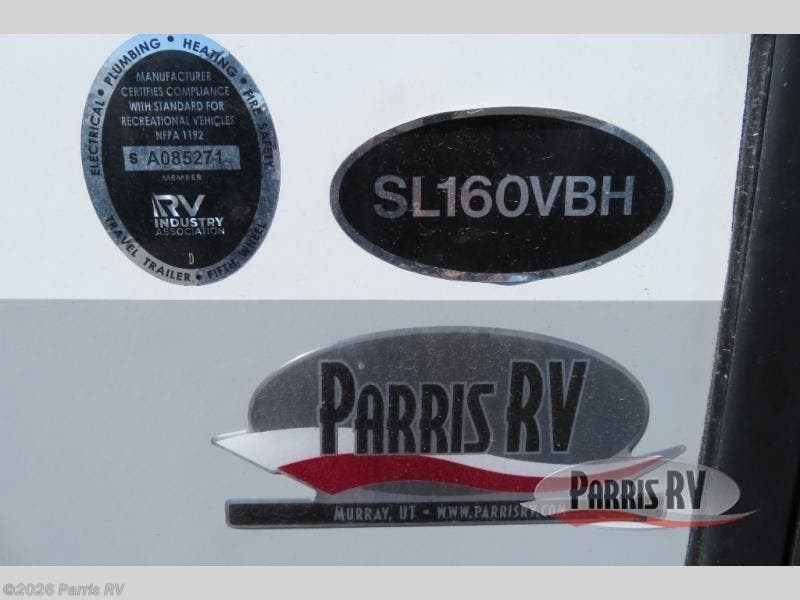 ELECTRICAL • PLUMBING • HEATING • FIRE SAFETY
MANUFACTURER
CERTIFIES COMPLIANCE
WITH STANDARD FOR
RECREATIONAL VEHICLES
NFPA 1192
S A085271
MEMBER
RV
INDUSTRY
ASSOCIATION
D
TRAVEL TRAILER • FIFTH WHEEL
SL160VBH
PARRIS RV
MURRAY, UT • WWW.PARRISRV.COM
PARRIS RV
©2026 Parris RV